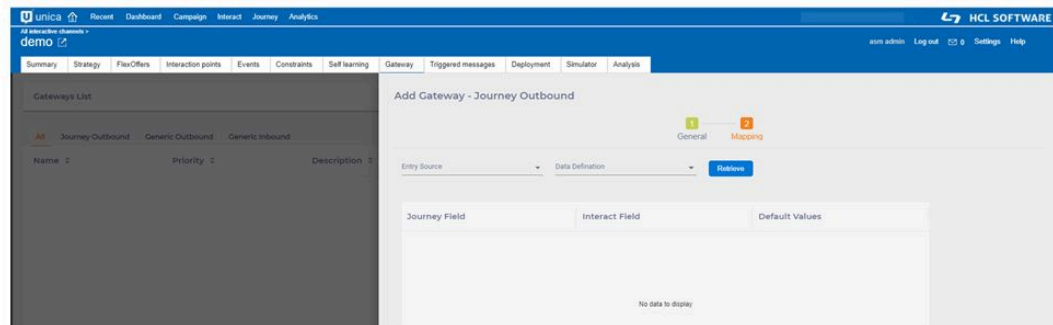 unica Recent Dashboard Campaign Interact Journey Analytics HCL SOFTWARE
All interactive channels >
demo asm admin Log out 0 Settings Help
Summary Strategy FlexOffers Interaction points Events Constraints Self learning Gateway Triggered messages Deployment Simulator Analysis
Gateways List
All Journey Outbound Generic Outbound Generic Inbound
Name Priority Description
Add Gateway - Journey Outbound
1 2
General Mapping
Entry Source Data Defination Retrieve
Journey Field Interact Field Default Values
No data to display